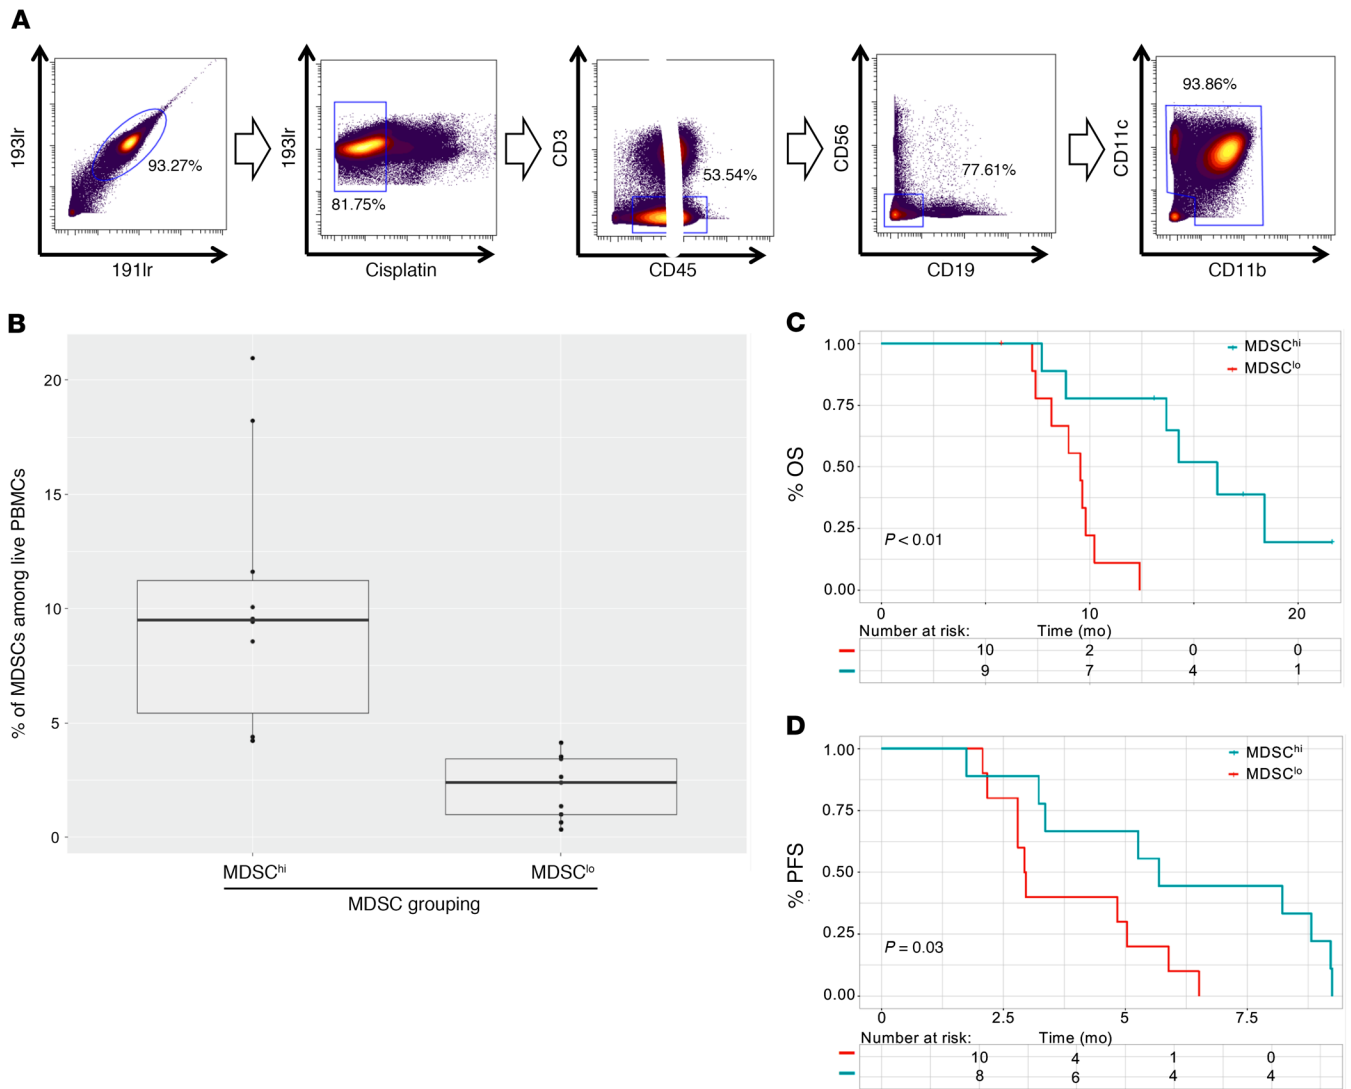 A
193Ir
93.27%
191Ir
193Ir
81.75%
Cisplatin
CD3
53.54%
CD45
CD56
77.61%
CD19
CD11c
93.86%
CD11b
B
% of MDSCs among live PBMCs
20
15
10
5
0
MDSChi
MDSClo
MDSC grouping
C
% OS
1.00
0.75
0.50
0.25
0.00
MDSChi
MDSClo
P < 0.01
0 10 20
Number at risk: Time (mo)
10 2 0 0
9 7 4 1
D
% PFS
1.00
0.75
0.50
0.25
0.00
MDSChi
MDSClo
P = 0.03
0 2.5 5 7.5
Number at risk: Time (mo)
10 4 1 0
8 6 4 4